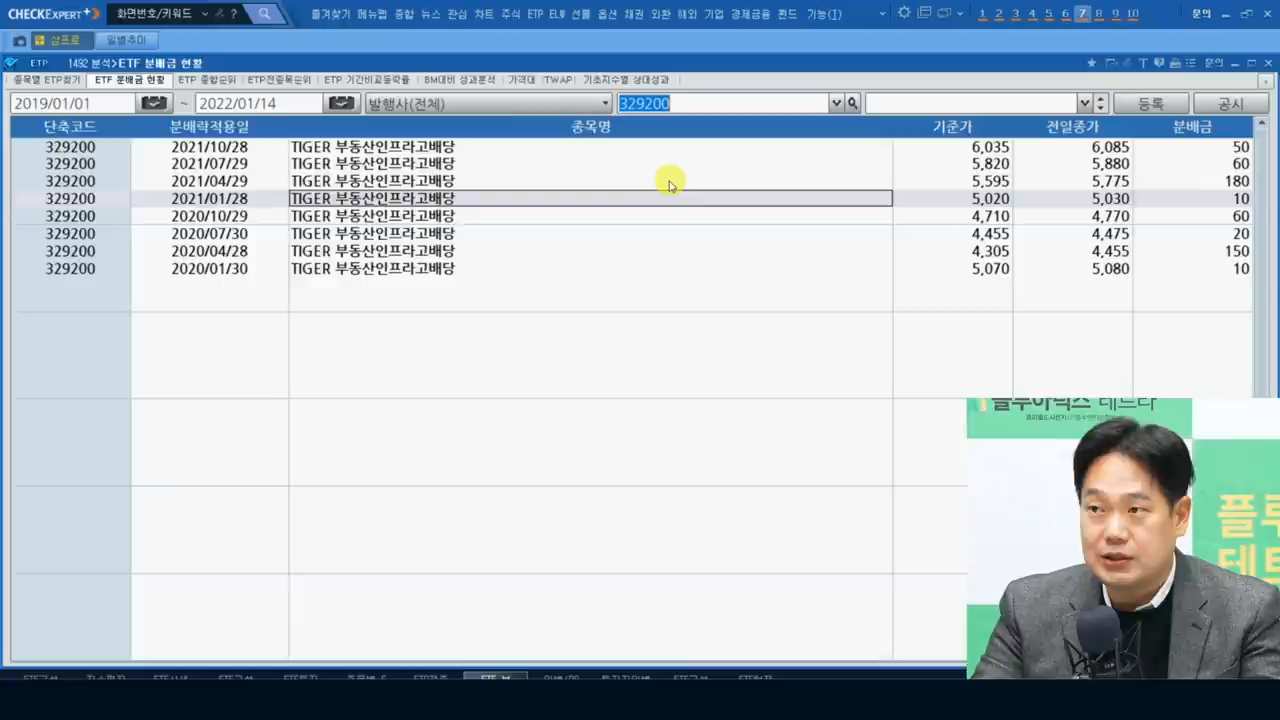 CHECKExpert+ 화면번호/키워드 ? 즐겨찾기 메뉴맵 종합 뉴스 관심 차트 주식 ETP ELW 선물 옵션 채권 외환 해외 기업 경제금융 펀드 기능(I) 1 2 3 4 5 6 7 8 9 10 문의
삼프로 일별추이
ETP 1492 분석>ETF 분배금 현황 문의
종목별 ETP찾기 ETF 분배금 현황 ETP 종합순위 ETP전종목순위 ETP 기간비교등락률 BM대비 성과분석 가격대 TWAP 기초지수별 상대성과
2019/01/01 ~ 2022/01/14 발행사(전체) 329200 등록 공시
단축코드 분배락적용일 종목명 기준가 전일종가 분배금
329200 2021/10/28 TIGER 부동산인프라고배당 6,035 6,085 50
329200 2021/07/29 TIGER 부동산인프라고배당 5,820 5,880 60
329200 2021/04/29 TIGER 부동산인프라고배당 5,595 5,775 180
329200 2021/01/28 TIGER 부동산인프라고배당 5,020 5,030 10
329200 2020/10/29 TIGER 부동산인프라고배당 4,710 4,770 60
329200 2020/07/30 TIGER 부동산인프라고배당 4,455 4,475 20
329200 2020/04/28 TIGER 부동산인프라고배당 4,305 4,455 150
329200 2020/01/30 TIGER 부동산인프라고배당 5,070 5,080 10